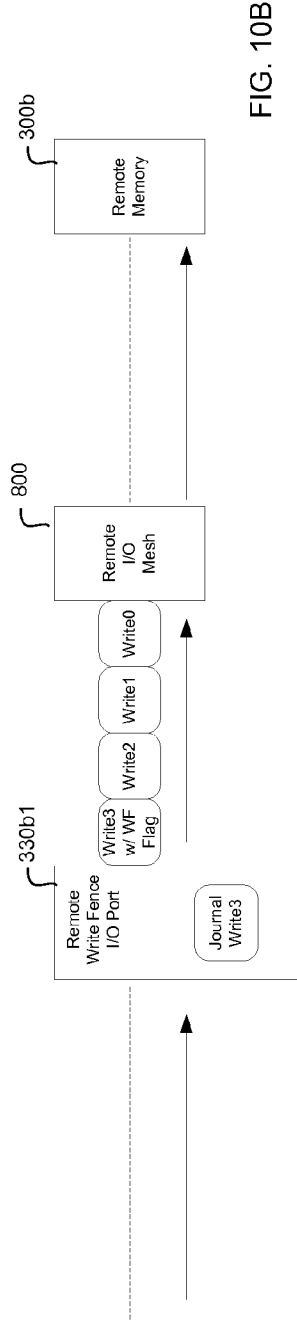 330b1
Remote
Write Fence
I/O Port
Journal
Write3
Write3
w/ WF
Flag
Write2
Write1
Write0
800
Remote
I/O
Mesh
300b
Remote
Memory
FIG. 10B